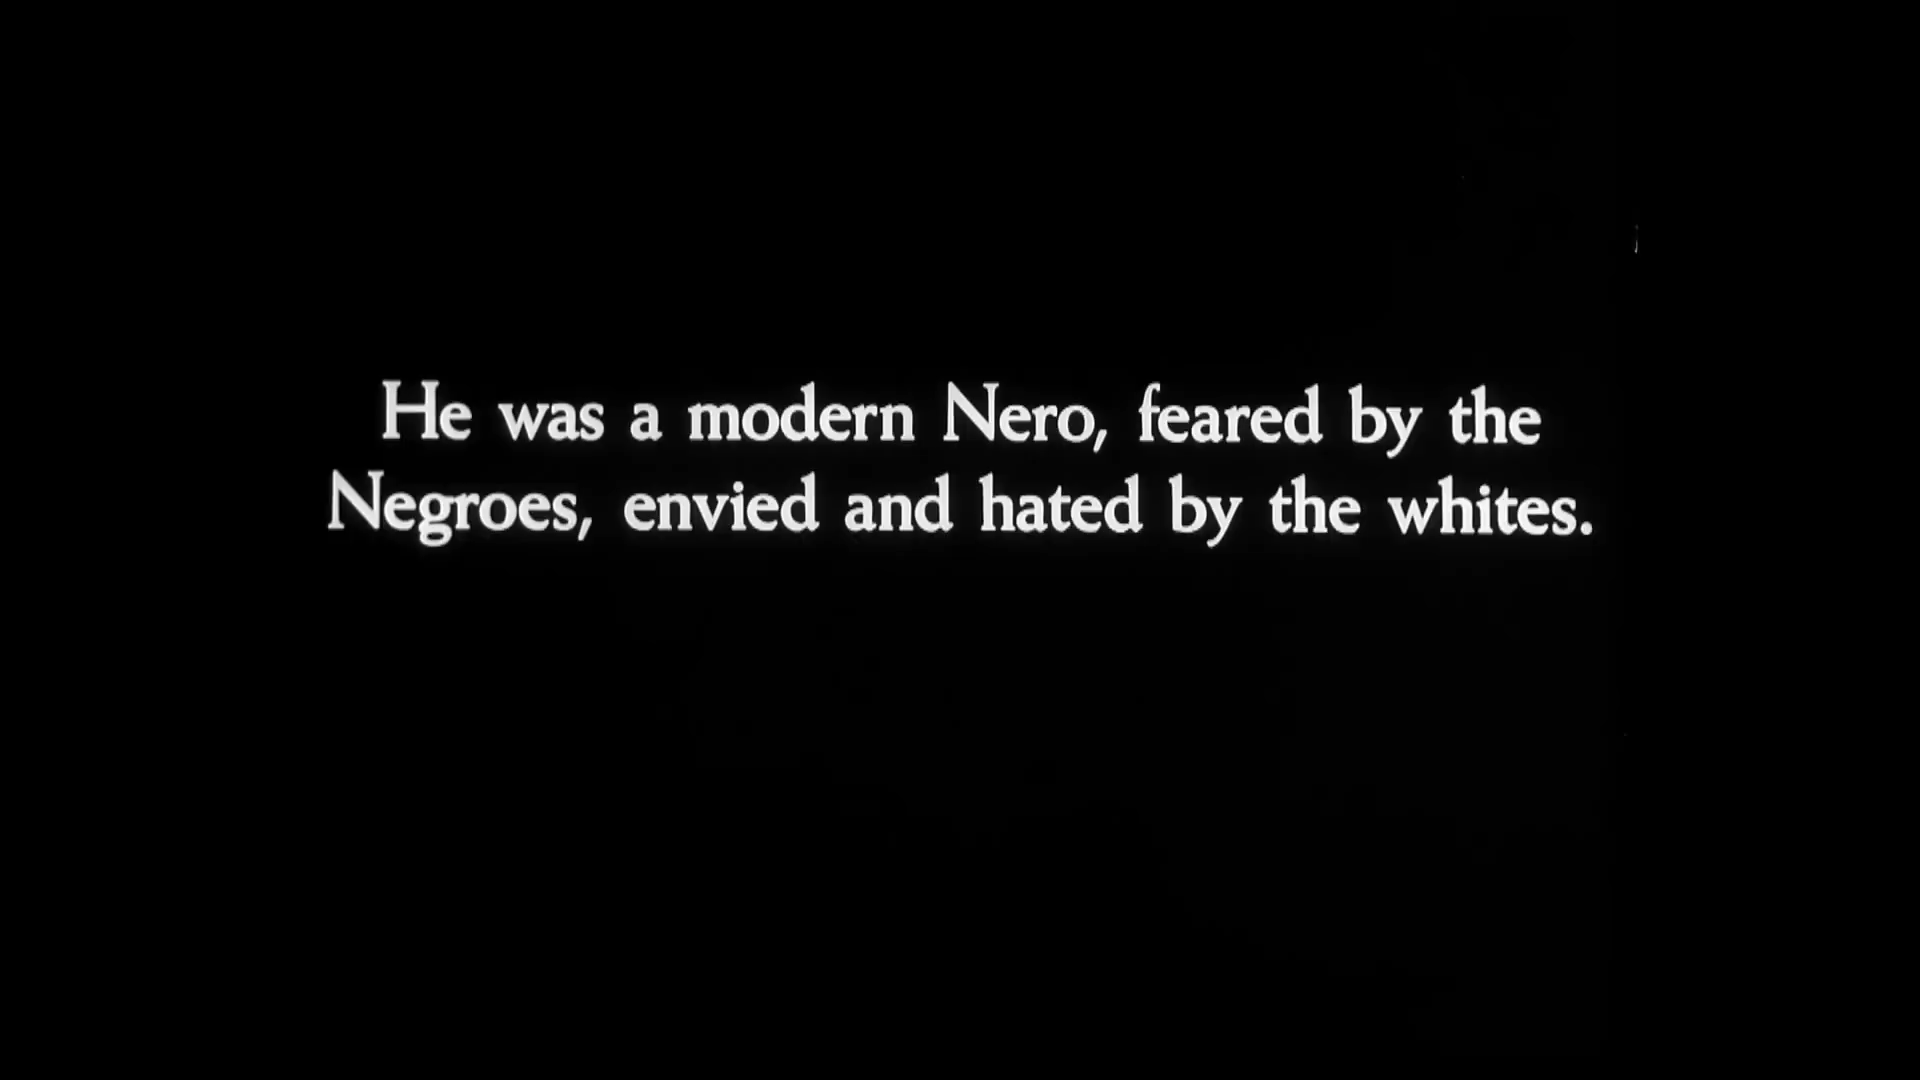 He was a modern Nero, feared by the
Negroes, envied and hated by the whites.